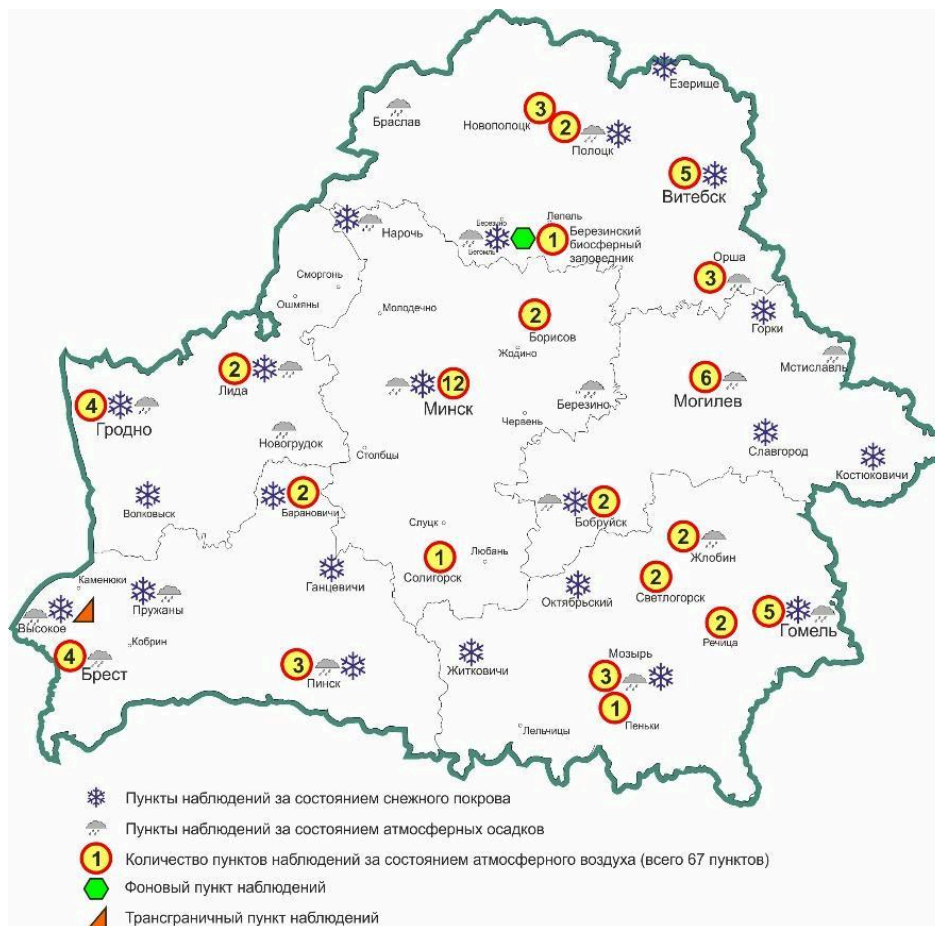 Езерище
Браслав
3
Новополоцк
2
Полоцк
5
Витебск
Нарочь
Березино
Бегомль
Лепель
1
Березинский
биосферный
заповедник
Орша
3
Сморгонь
Ошмяны
Молодечно
2
Борисов
Горки
Жодино
Мстиславль
2
Лида
12
Минск
6
Могилев
4
Гродно
Березино
Червень
Новогрудок
Столбцы
Славгород
Костюковичи
Волковыск
2
Барановичи
2
Бобруйск
Слуцк
Любань
1
Солигорск
2
Жлобин
Каменюки
Пружаны
Ганцевичи
Октябрьский
2
Светлогорск
Высокое
2
Речица
5
Гомель
Кобрин
4
Брест
3
Пинск
Житковичи
Мозырь
3
1
Пеньки
Лельчицы
Пункты наблюдений за состоянием снежного покрова
Пункты наблюдений за состоянием атмосферных осадков
1 Количество пунктов наблюдений за состоянием атмосферного воздуха (всего 67 пунктов)
Фоновый пункт наблюдений
Трансграничный пункт наблюдений